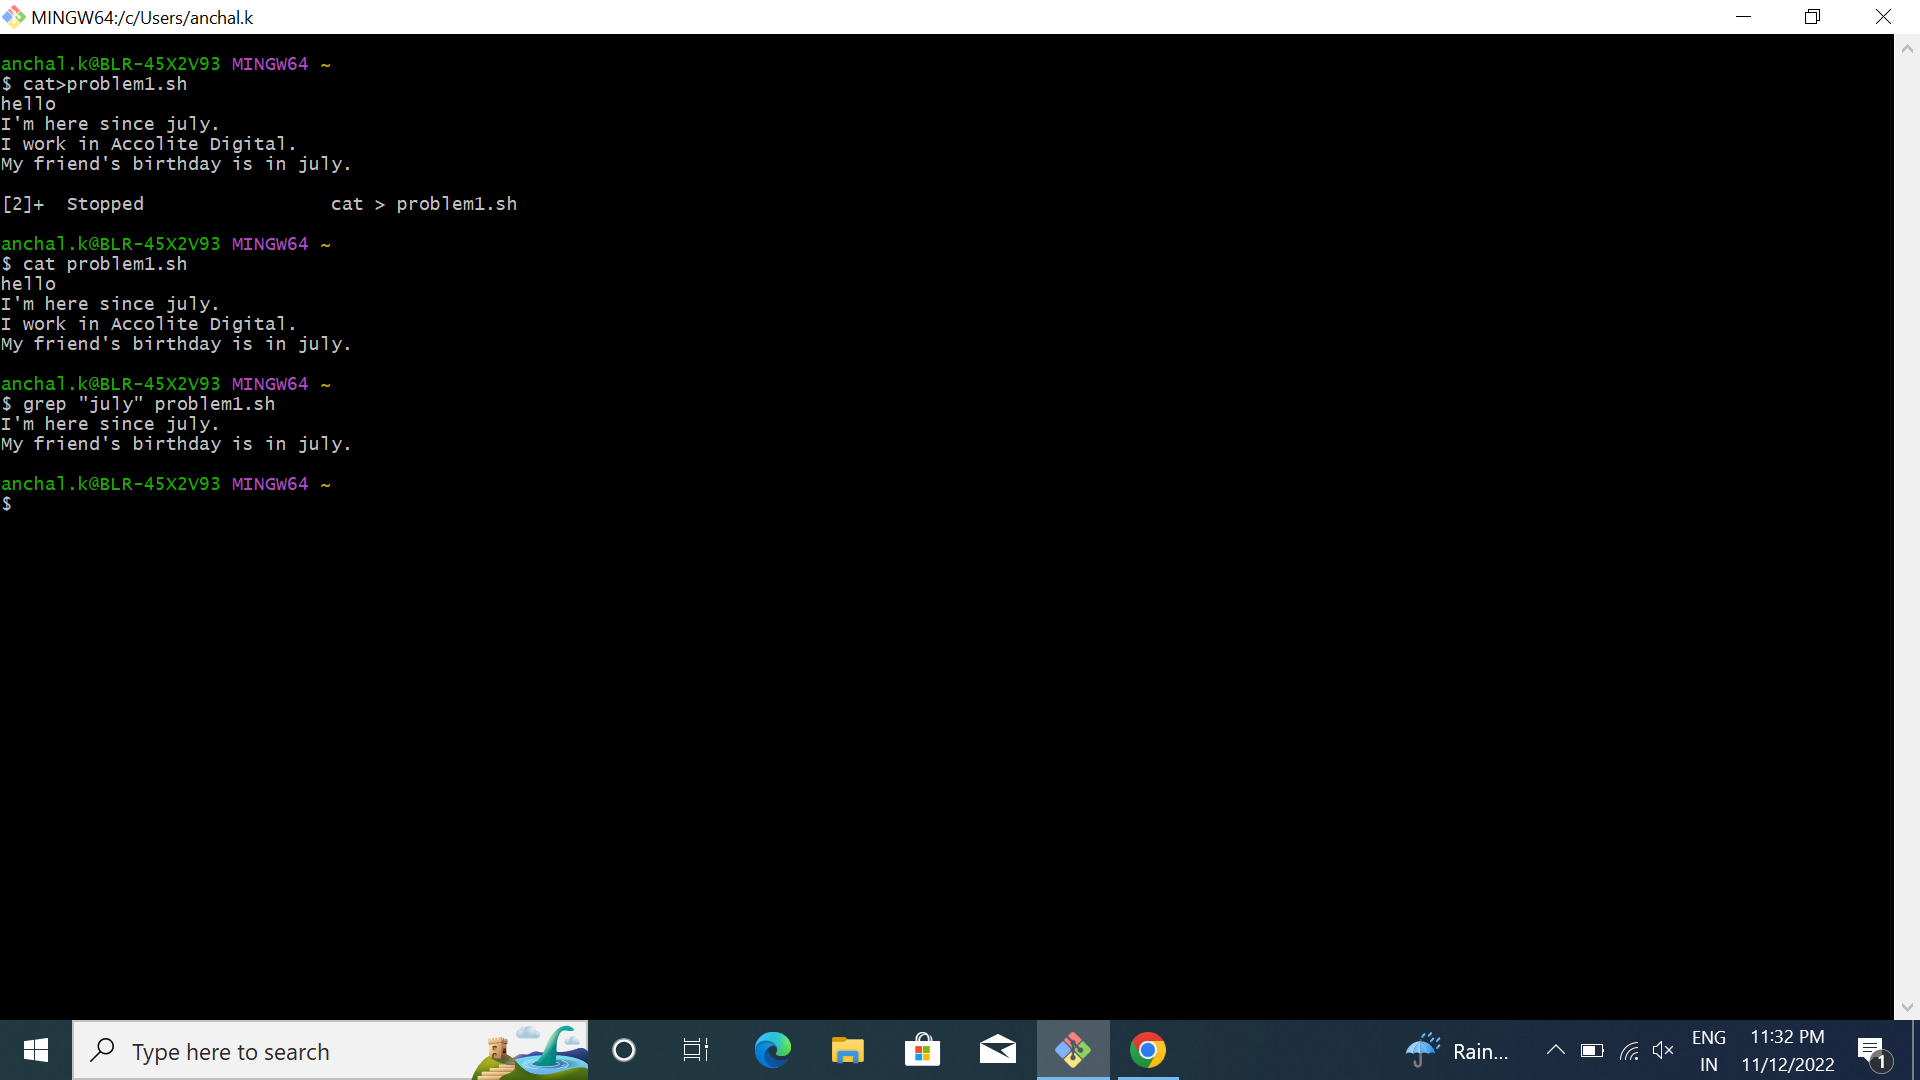 MINGW64:/c/Users/anchal.k
anchal.k@BLR-45X2V93 MINGW64 ~
$ cat>problem1.sh
hello
I'm here since july.
I work in Accolite Digital.
My friend's birthday is in july.
[2]+  Stopped                 cat > problem1.sh
anchal.k@BLR-45X2V93 MINGW64 ~
$ cat problem1.sh
hello
I'm here since july.
I work in Accolite Digital.
My friend's birthday is in july.
anchal.k@BLR-45X2V93 MINGW64 ~
$ grep "july" problem1.sh
I'm here since july.
My friend's birthday is in july.
anchal.k@BLR-45X2V93 MINGW64 ~
$
Type here to search
Rain...
ENG
IN
11:32 PM
11/12/2022
1